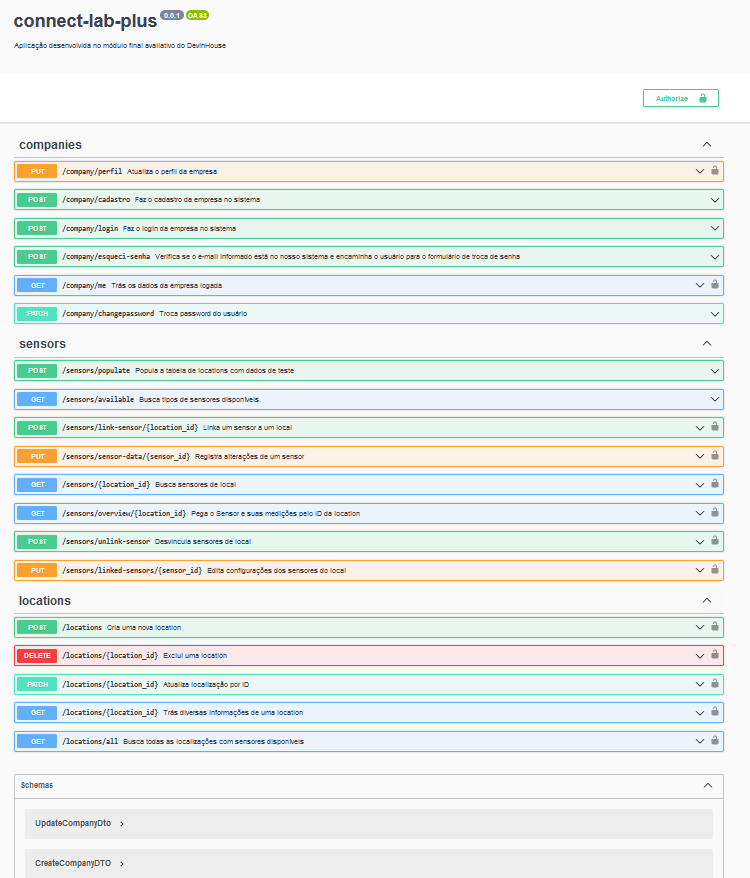 connect-lab-plus 0.0.1 OAS3
Aplicação desenvolvida no módulo final avaliativo do DevInHouse
Authorize
companies
PUT /company/perfil Atualiza o perfil da empresa
POST /company/cadastro Faz o cadastro da empresa no sistema
POST /company/login Faz o login da empresa no sistema
POST /company/esqueci-senha Verifica se o e-mail informado está no nosso sistema e encaminha o usuário para o formulário de troca de senha
GET /company/me Trás os dados da empresa logada
PATCH /company/changepassword Troca password do usuário
sensors
POST /sensors/populate Popula a tabela de locations com dados de teste
GET /sensors/available Busca tipos de sensores disponíveis.
POST /sensors/link-sensor/{location_id} Linka um sensor a um local
PUT /sensors/sensor-data/{sensor_id} Registra alterações de um sensor
GET /sensors/{location_id} Busca sensores de local
GET /sensors/overview/{location_id} Pega o Sensor e suas medições pelo ID da location
POST /sensors/unlink-sensor Desvincula sensores de local
PUT /sensors/linked-sensors/{sensor_id} Edita configurações dos sensores do local
locations
POST /locations Cria uma nova location
DELETE /locations/{location_id} Exclui uma location
PATCH /locations/{location_id} Atualiza localização por ID
GET /locations/{location_id} Trás diversas informações de uma location
GET /locations/all Busca todas as localizações com sensores disponíveis
Schemas
UpdateCompanyDto
CreateCompanyDTO